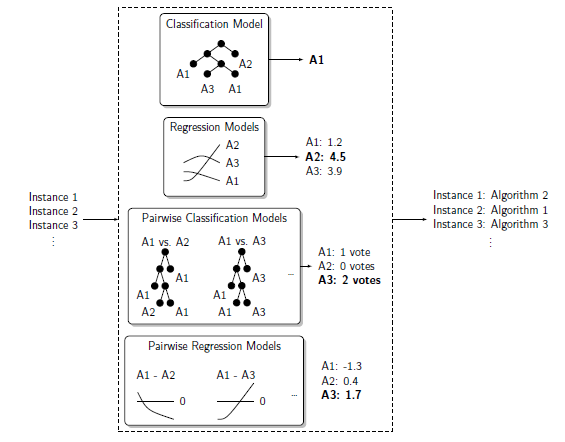 Classification Model
A1
A2
A3 A1
A1
Regression Models
A2
A3
A1
A1: 1.2
A2: 4.5
A3: 3.9
Instance 1
Instance 2
Instance 3
⋮
Pairwise Classification Models
A1 vs. A2
A1 vs. A3
A1
A1
A2 A1
A3
A1
A1 A3
...
A1: 1 vote
A2: 0 votes
A3: 2 votes
Pairwise Regression Models
A1 - A2
A1 - A3
0
0
...
A1: -1.3
A2: 0.4
A3: 1.7
Instance 1: Algorithm 2
Instance 2: Algorithm 1
Instance 3: Algorithm 3
⋮